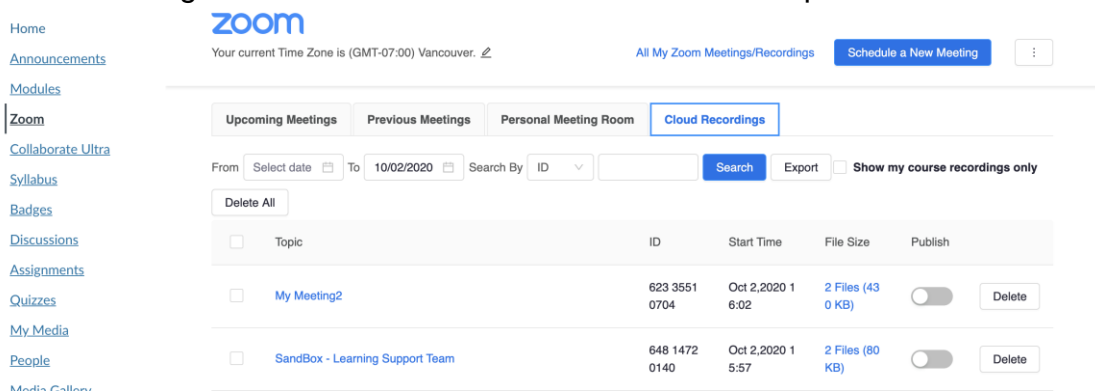 Home
Announcements
Modules
Zoom
Collaborate Ultra
Syllabus
Badges
Discussions
Assignments
Quizzes
My Media
People
Media Gallery
zoom
Your current Time Zone is (GMT-07:00) Vancouver.
All My Zoom Meetings/Recordings
Schedule a New Meeting
Upcoming Meetings
Previous Meetings
Personal Meeting Room
Cloud Recordings
From Select date To 10/02/2020 Search By ID Search Export Show my course recordings only
Delete All
Topic ID Start Time File Size Publish
My Meeting2 623 3551 Oct 2,2020 1 2 Files (43 Delete
0704 6:02 0 KB)
SandBox - Learning Support Team 648 1472 Oct 2,2020 1 2 Files (80 Delete
0140 5:57 KB)